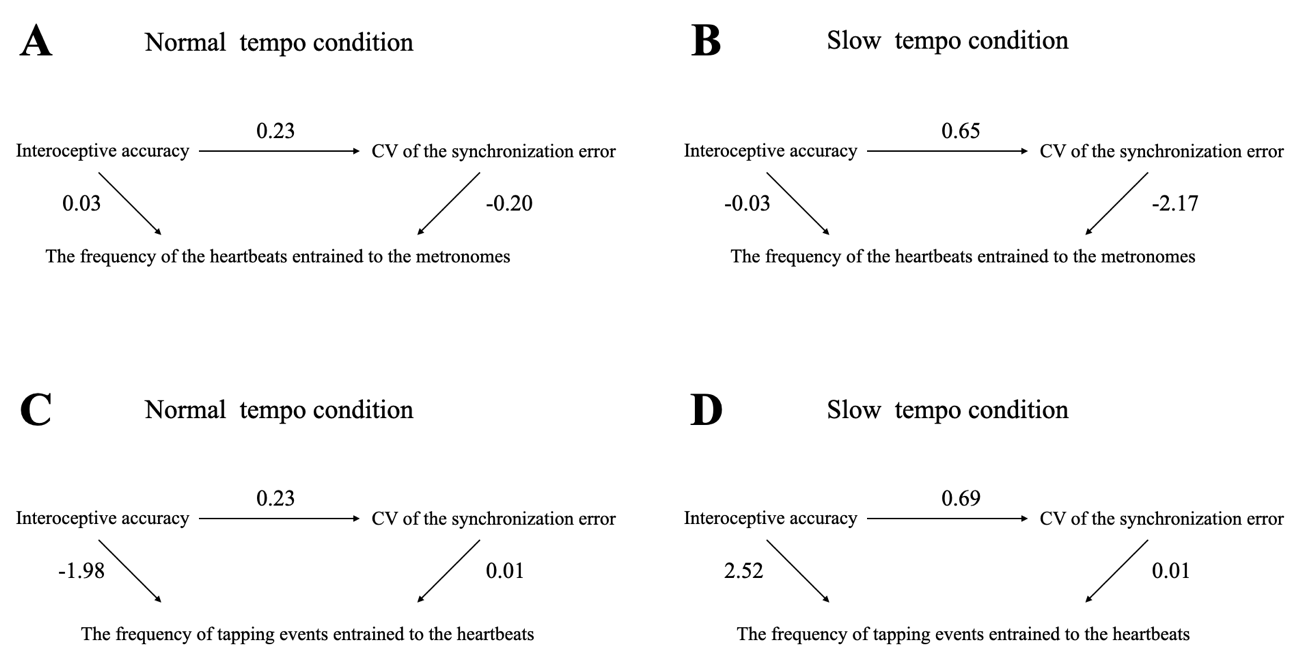 A
Normal tempo condition
0.23
Interoceptive accuracy
CV of the synchronization error
0.03
-0.20
The frequency of the heartbeats entrained to the metronomes
B
Slow tempo condition
0.65
Interoceptive accuracy
CV of the synchronization error
-0.03
-2.17
The frequency of the heartbeats entrained to the metronomes
C
Normal tempo condition
0.23
Interoceptive accuracy
CV of the synchronization error
-1.98
0.01
The frequency of tapping events entrained to the heartbeats
D
Slow tempo condition
0.69
Interoceptive accuracy
CV of the synchronization error
2.52
0.01
The frequency of tapping events entrained to the heartbeats